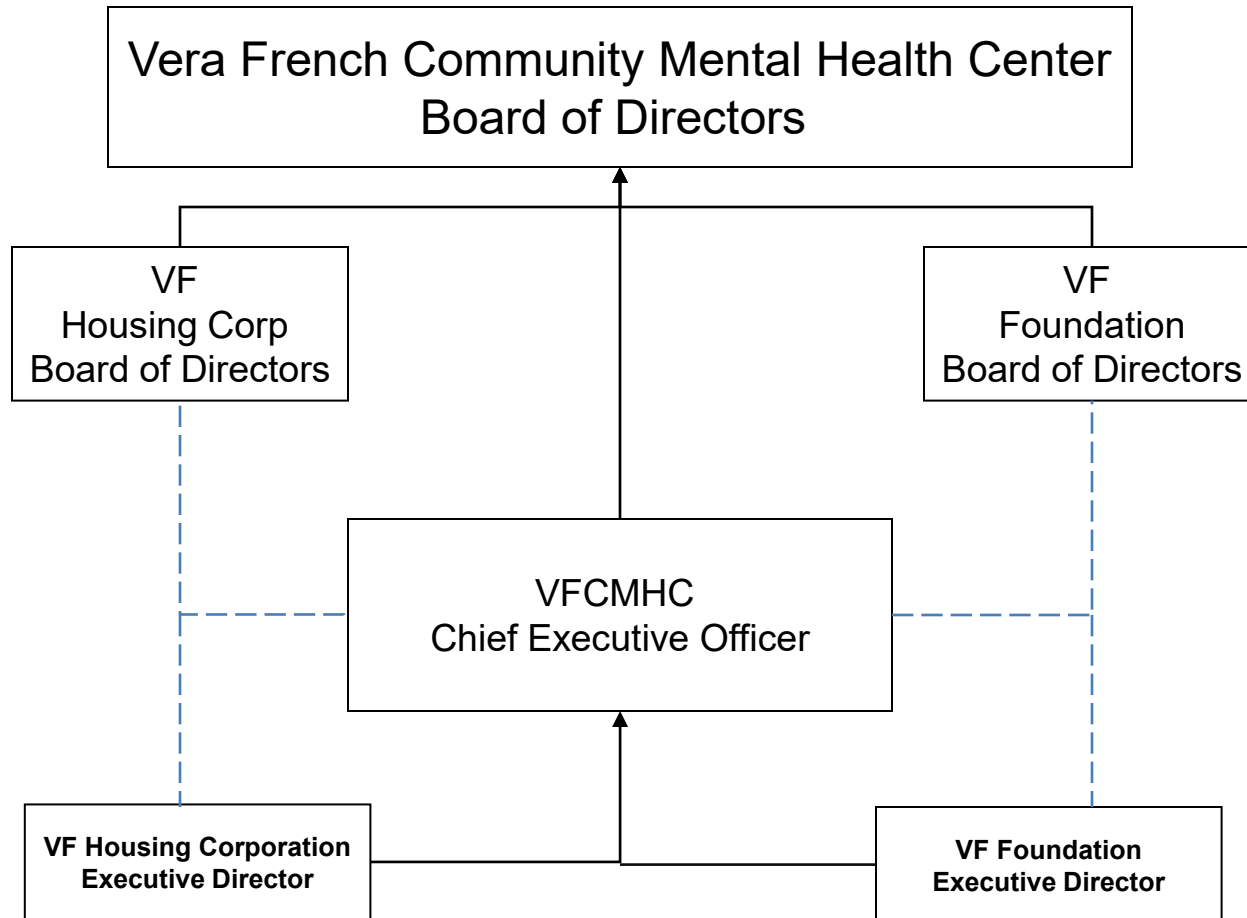 Vera French Community Mental Health Center
Board of Directors
VF
Housing Corp
Board of Directors
VF
Foundation
Board of Directors
VFCMHC
Chief Executive Officer
VF Housing Corporation
Executive Director
VF Foundation
Executive Director